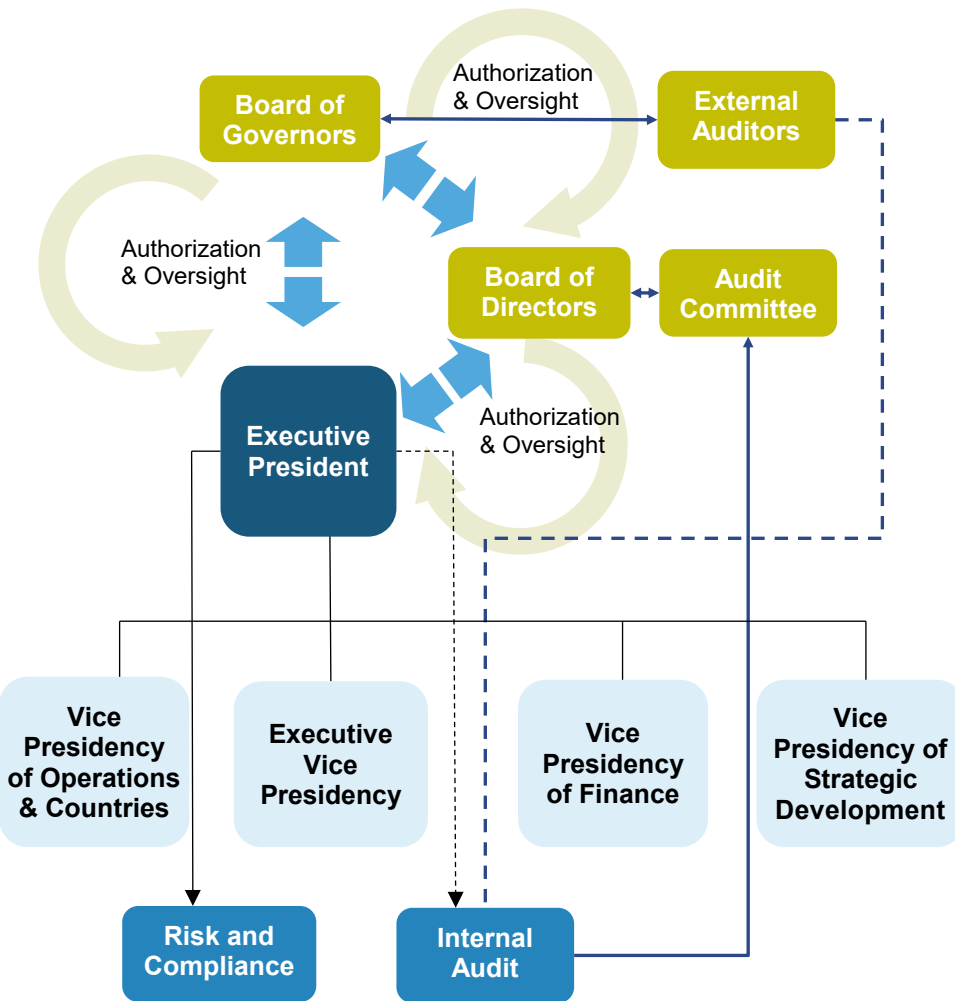 Authorization
& Oversight
Board of
Governors
External
Auditors
Authorization
& Oversight
Board of
Directors
Audit
Committee
Executive
President
Authorization
& Oversight
Vice
Presidency
of Operations
& Countries
Executive
Vice
Presidency
Vice
Presidency
of Finance
Vice
Presidency of
Strategic
Development
Risk and
Compliance
Internal
Audit